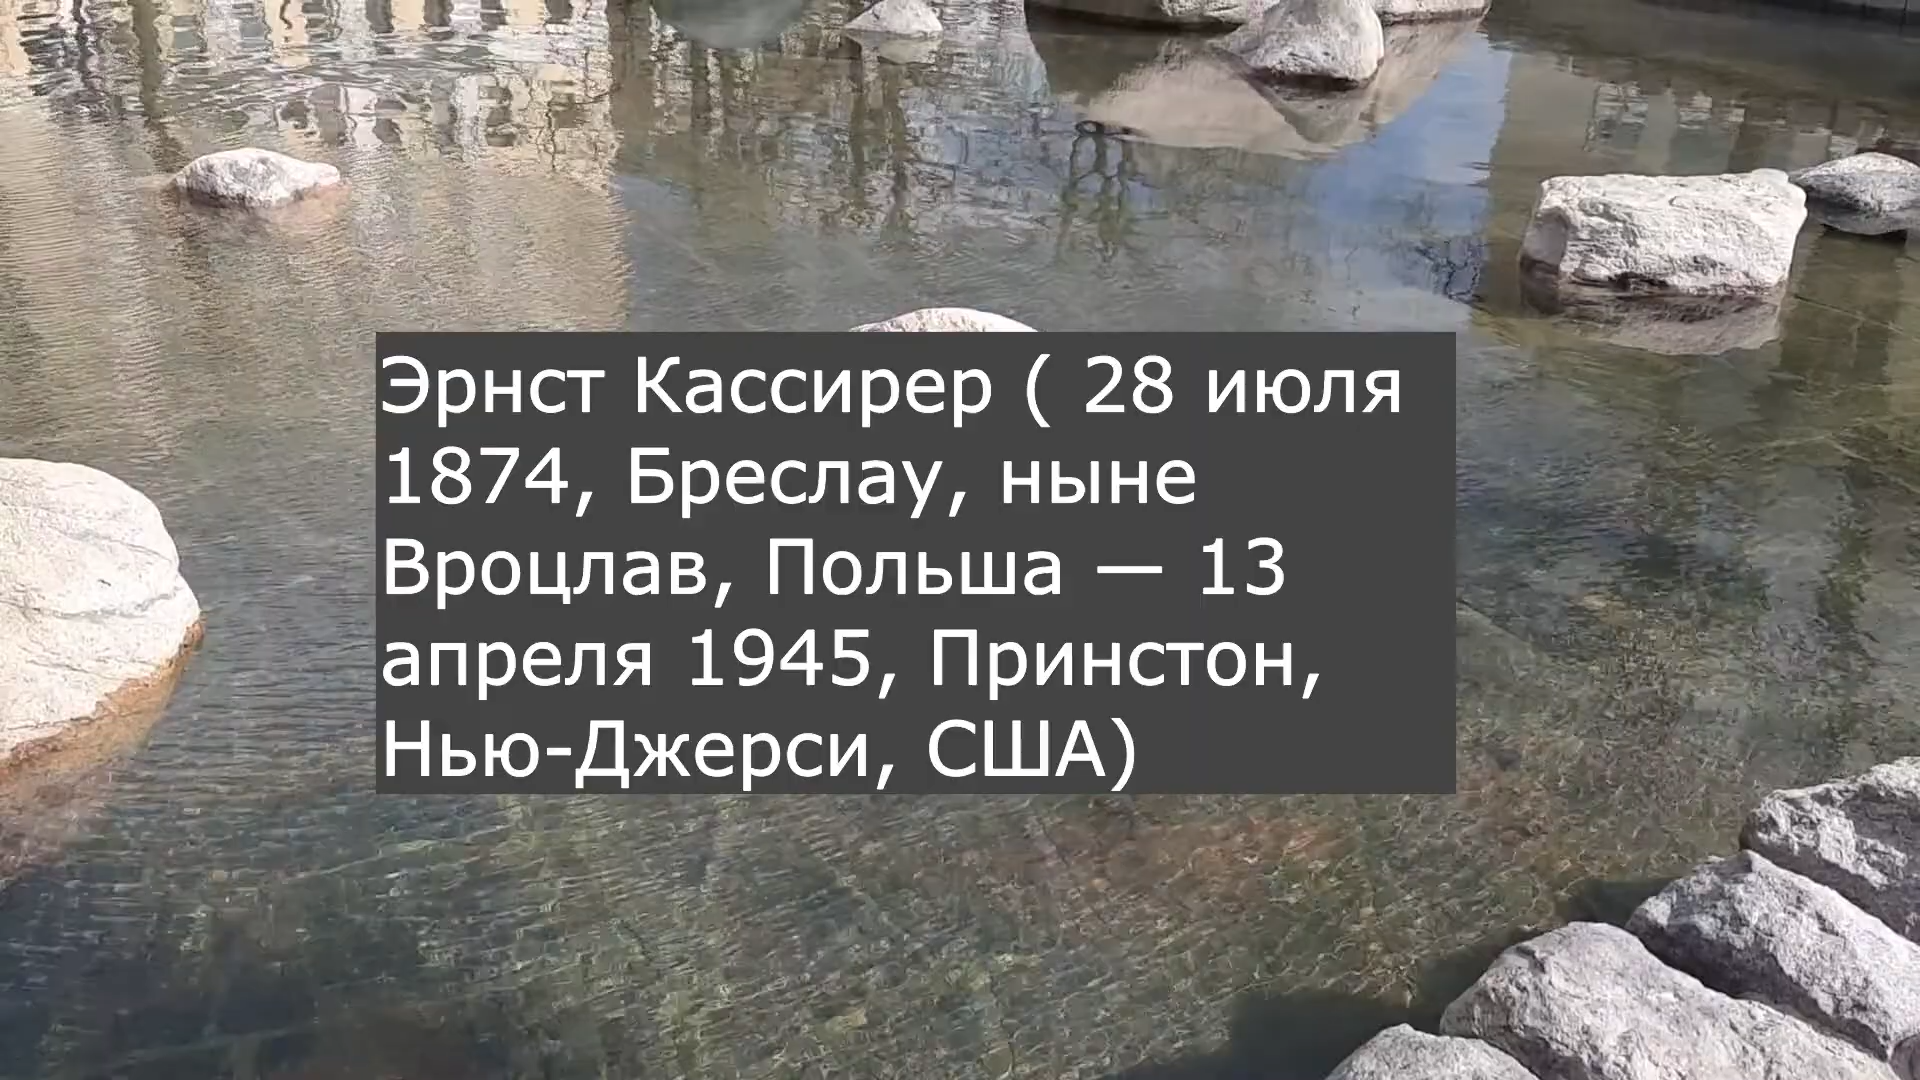 Эрнст Кассирер ( 28 июля
1874, Бреслау, ныне
Вроцлав, Польша — 13
апреля 1945, Принстон,
Нью-Джерси, США)